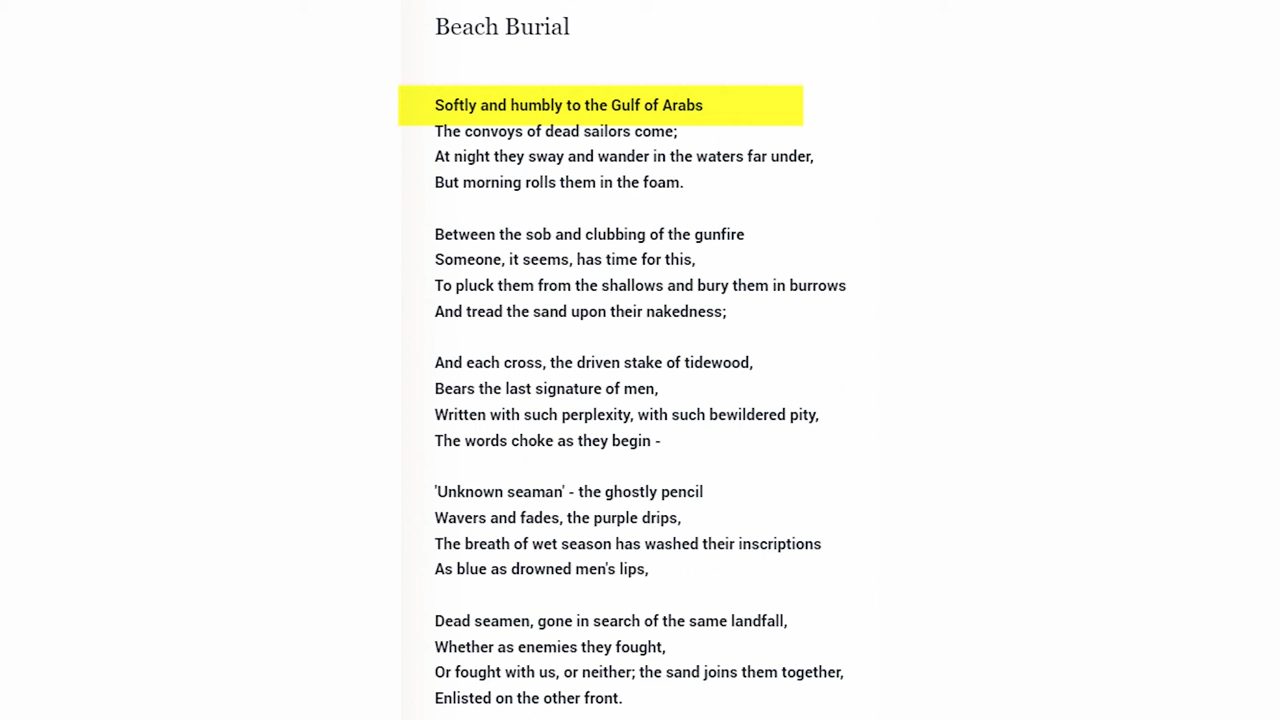 Beach Burial
Softly and humbly to the Gulf of Arabs
The convoys of dead sailors come;
At night they sway and wander in the waters far under,
But morning rolls them in the foam.
Between the sob and clubbing of the gunfire
Someone, it seems, has time for this,
To pluck them from the shallows and bury them in burrows
And tread the sand upon their nakedness;
And each cross, the driven stake of tidewood,
Bears the last signature of men,
Written with such perplexity, with such bewildered pity,
The words choke as they begin -
'Unknown seaman' - the ghostly pencil
Wavers and fades, the purple drips,
The breath of wet season has washed their inscriptions
As blue as drowned men's lips,
Dead seamen, gone in search of the same landfall,
Whether as enemies they fought,
Or fought with us, or neither; the sand joins them together,
Enlisted on the other front.